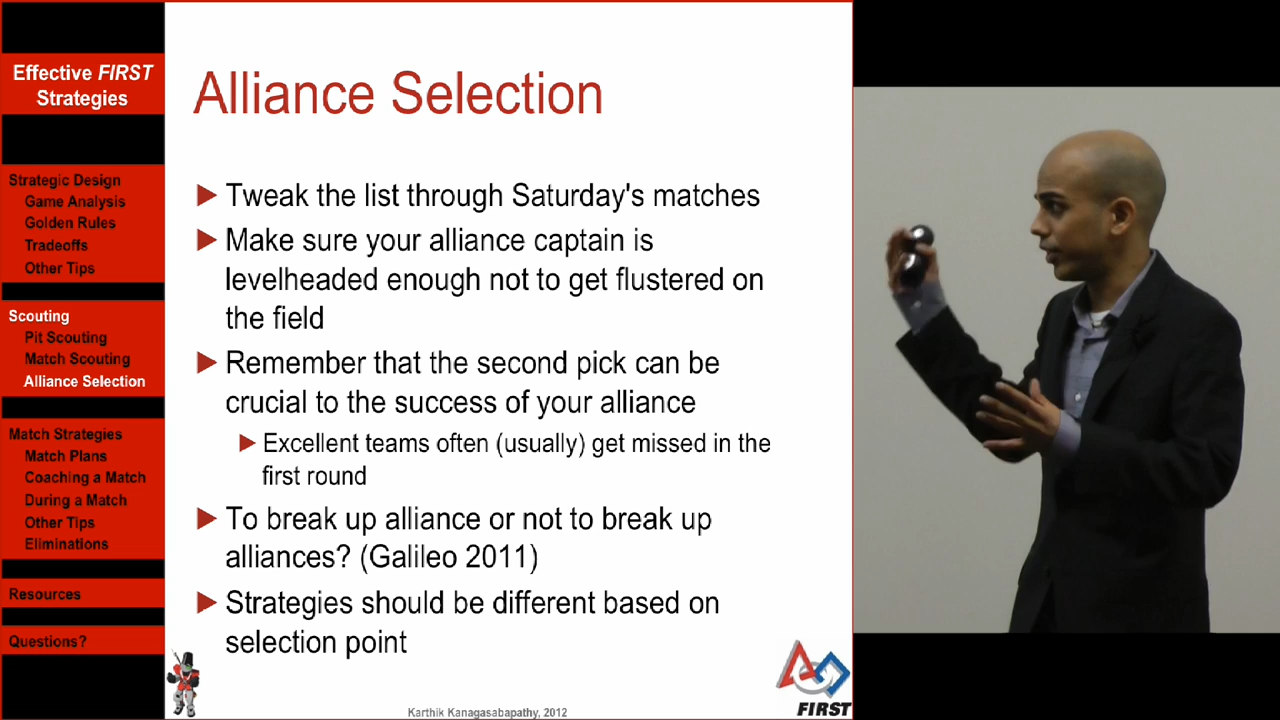 Effective FIRST
Strategies
Strategic Design
Game Analysis
Golden Rules
Tradeoffs
Other Tips
Scouting
Pit Scouting
Match Scouting
Alliance Selection
Match Strategies
Match Plans
Coaching a Match
During a Match
Other Tips
Eliminations
Resources
Questions?
Alliance Selection
Tweak the list through Saturday's matches
Make sure your alliance captain is
levelheaded enough not to get flustered on
the field
Remember that the second pick can be
crucial to the success of your alliance
Excellent teams often (usually) get missed in the
first round
To break up alliance or not to break up
alliances? (Galileo 2011)
Strategies should be different based on
selection point
Karthik Kanagasabapathy, 2012
FIRST